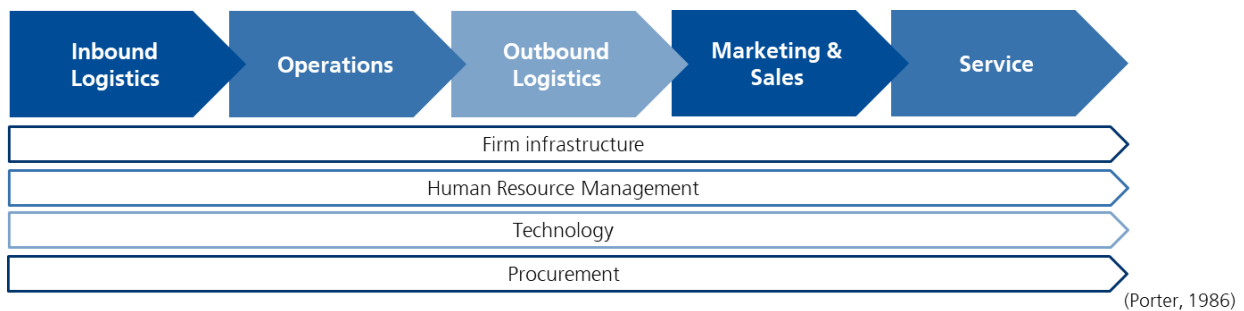 Inbound
Logistics
Operations
Outbound
Logistics
Marketing &
Sales
Service
Firm infrastructure
Human Resource Management
Technology
Procurement
(Porter, 1986)